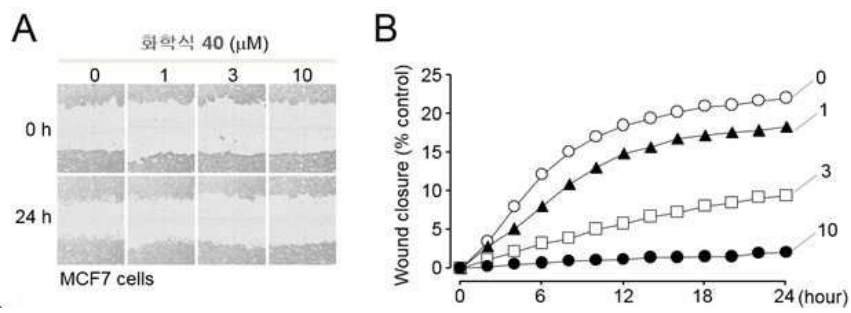 A
화학식 40 (μM)
0 1 3 10
0 h
24 h
MCF7 cells
B
Wound closure (% control)
25
20
15
10
5
0
0 6 12 18 24 (hour)
0
1
3
10